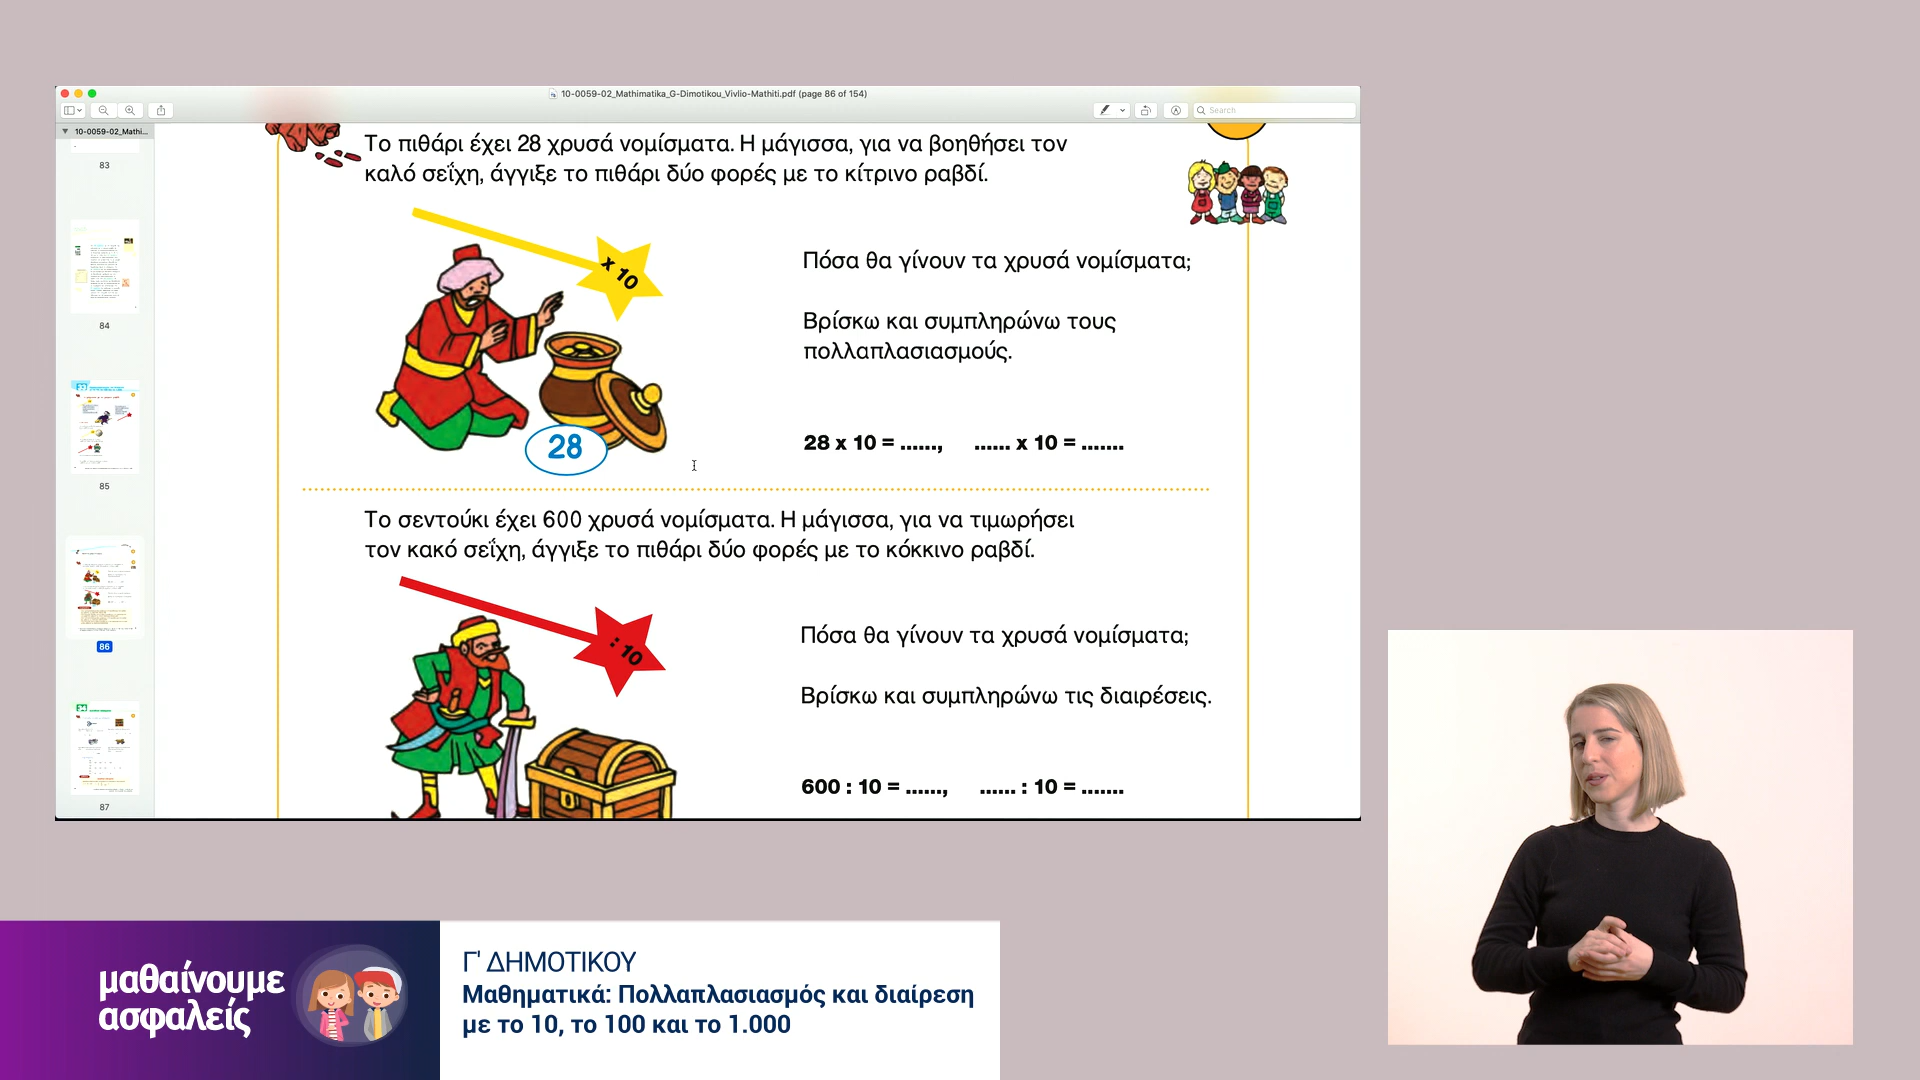 10-0059-02_Mathimatika_G-Dimotikou_Vivlio-Mathiti.pdf (page 86 of 154)
Search
10-0059-02_Mathi...
83
84
85
86
87
Το πιθάρι έχει 28 χρυσά νομίσματα. Η μάγισσα, για να βοηθήσει τον
καλό σεΐχη, άγγιξε το πιθάρι δύο φορές με το κίτρινο ραβδί.
x 10
Πόσα θα γίνουν τα χρυσά νομίσματα;
Βρίσκω και συμπληρώνω τους
πολλαπλασιασμούς.
28
28 x 10 = ......, ...... x 10 = .......
Το σεντούκι έχει 600 χρυσά νομίσματα. Η μάγισσα, για να τιμωρήσει
τον κακό σεΐχη, άγγιξε το πιθάρι δύο φορές με το κόκκινο ραβδί.
: 10
Πόσα θα γίνουν τα χρυσά νομίσματα;
Βρίσκω και συμπληρώνω τις διαιρέσεις.
600 : 10 = ......, ...... : 10 = .......
μαθαίνουμε
ασφαλείς
Γ' ΔΗΜΟΤΙΚΟΥ
Μαθηματικά: Πολλαπλασιασμός και διαίρεση
με το 10, το 100 και το 1.000